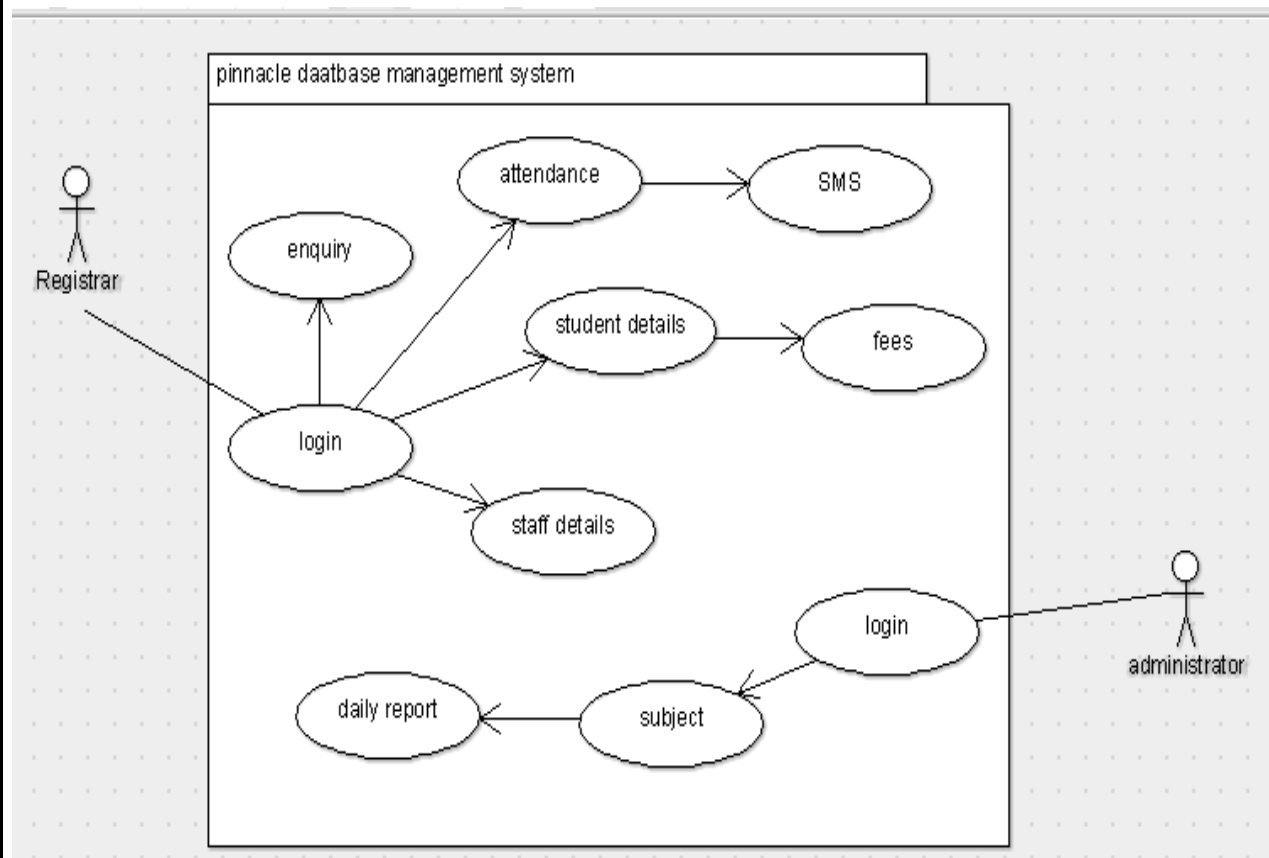 pinnacle daatbase management system
attendance
SMS
enquiry
Registrar
student details
fees
login
staff details
login
administrator
daily report
subject